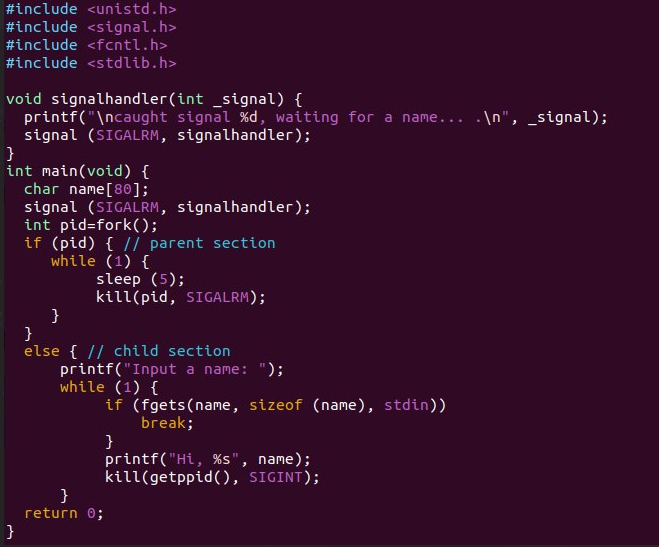 #include <unistd.h>
#include <signal.h>
#include <fcntl.h>
#include <stdlib.h>

void signalhandler(int _signal) {
  printf("\ncaught signal %d, waiting for a name... .\n", _signal);
  signal (SIGALRM, signalhandler);
}
int main(void) {
  char name[80];
  signal (SIGALRM, signalhandler);
  int pid=fork();
  if (pid) { // parent section
     while (1) {
          sleep (5);
          kill(pid, SIGALRM);
     }
  }
  else { // child section
      printf("Input a name: ");
      while (1) {
           if (fgets(name, sizeof (name), stdin))
               break;
           }
           printf("Hi, %s", name);
           kill(getppid(), SIGINT);
      }
  return 0;
}